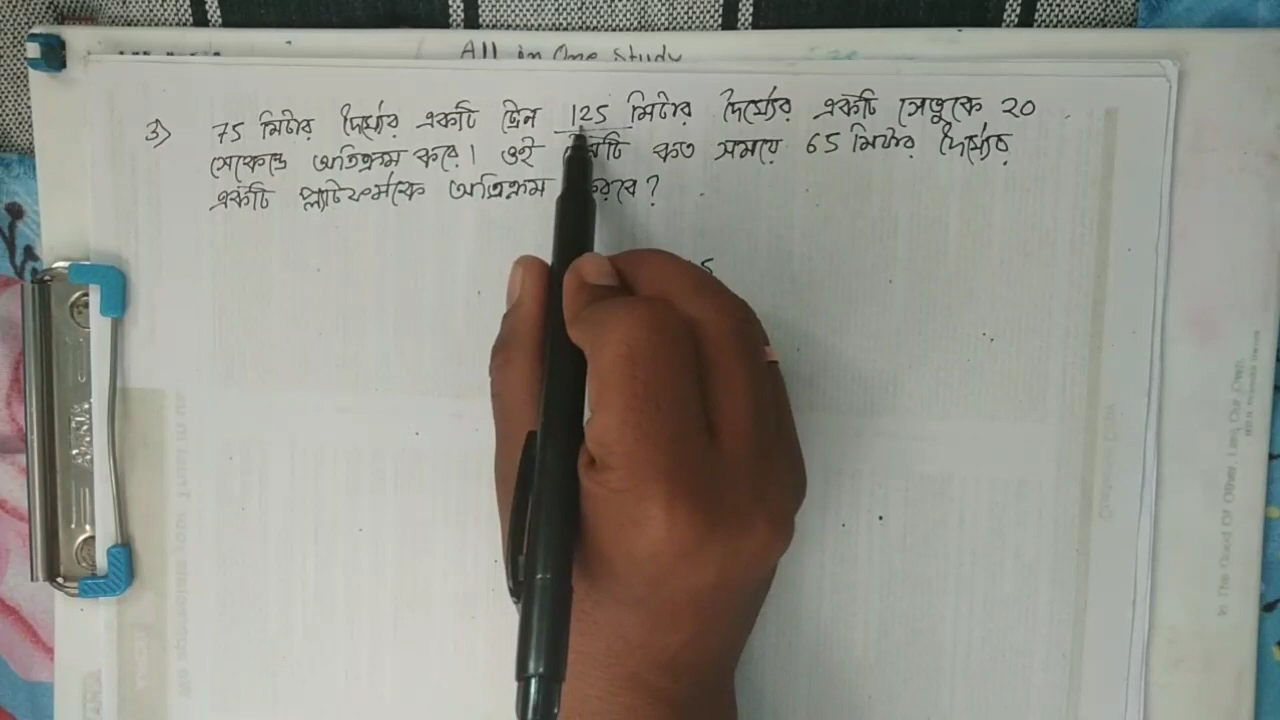 All in One Study
3) 75 মিটার দৈর্ঘ্যের একটি ট্রেন 125 মিটার দৈর্ঘ্যের একটি সেতুকে 20
সেকেন্ডে অতিক্রম করে। ওই টি কত সময়ে 65 মিটার দৈর্ঘ্যের
একটি প্ল্যাটফর্মকে অতিক্রম করবে?